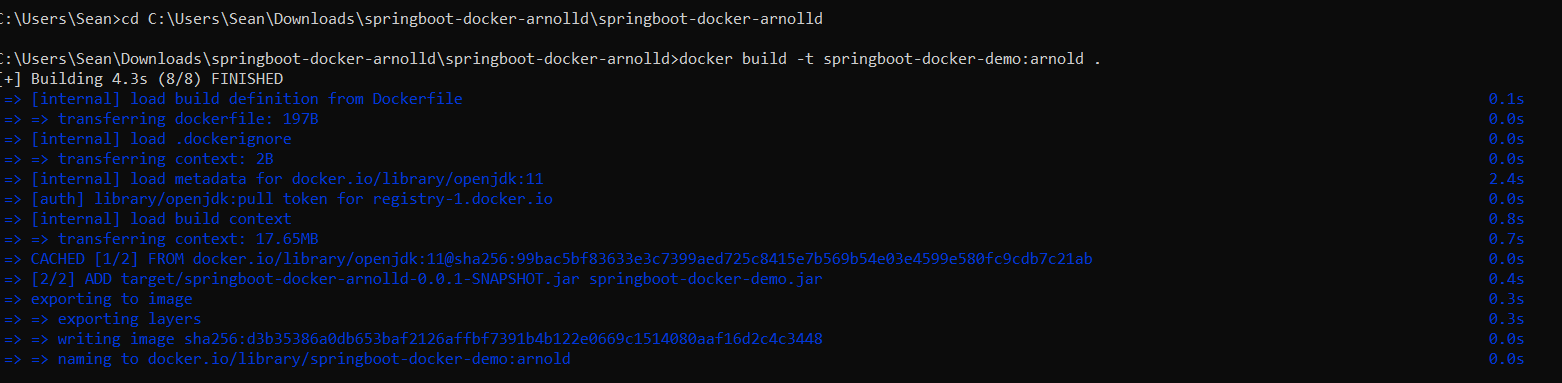 C:\Users\Sean>cd C:\Users\Sean\Downloads\springboot-docker-arnolld\springboot-docker-arnolld
C:\Users\Sean\Downloads\springboot-docker-arnolld\springboot-docker-arnolld>docker build -t springboot-docker-demo:arnold .
[+] Building 4.3s (8/8) FINISHED
=> [internal] load build definition from Dockerfile 0.1s
=> => transferring dockerfile: 197B 0.0s
=> [internal] load .dockerignore 0.0s
=> => transferring context: 2B 0.0s
=> [internal] load metadata for docker.io/library/openjdk:11 2.4s
=> [auth] library/openjdk:pull token for registry-1.docker.io 0.0s
=> [internal] load build context 0.8s
=> => transferring context: 17.65MB 0.7s
=> CACHED [1/2] FROM docker.io/library/openjdk:11@sha256:99bac5bf83633e3c7399aed725c8415e7b569b54e03e4599e580fc9cdb7c21ab 0.0s
=> [2/2] ADD target/springboot-docker-arnolld-0.0.1-SNAPSHOT.jar springboot-docker-demo.jar 0.4s
=> exporting to image 0.3s
=> => exporting layers 0.3s
=> => writing image sha256:d3b35386a0db653baf2126affbf7391b4b122e0669c1514080aaf16d2c4c3448 0.0s
=> => naming to docker.io/library/springboot-docker-demo:arnold 0.0s